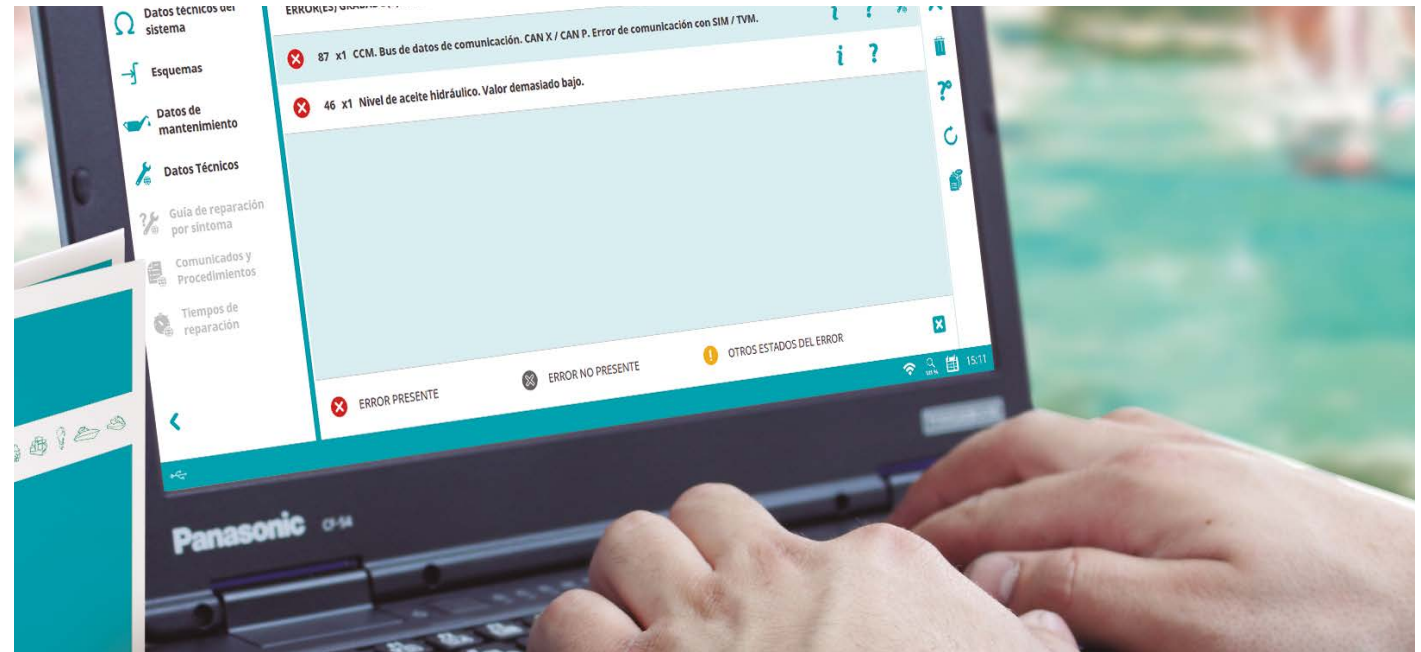 Datos técnicos del
sistema
Esquemas
Datos de
mantenimiento
Datos Técnicos
Guía de reparación
por síntoma
Comunicados y
Procedimientos
Tiempos de
reparación
87 x1 CCM. Bus de datos de comunicación. CAN X / CAN P. Error de comunicación con SIM / TVM.
i ?
46 x1 Nivel de aceite hidráulico. Valor demasiado bajo.
i ?
ERROR PRESENTE
ERROR NO PRESENTE
OTROS ESTADOS DEL ERROR
15:11
Panasonic CF-54